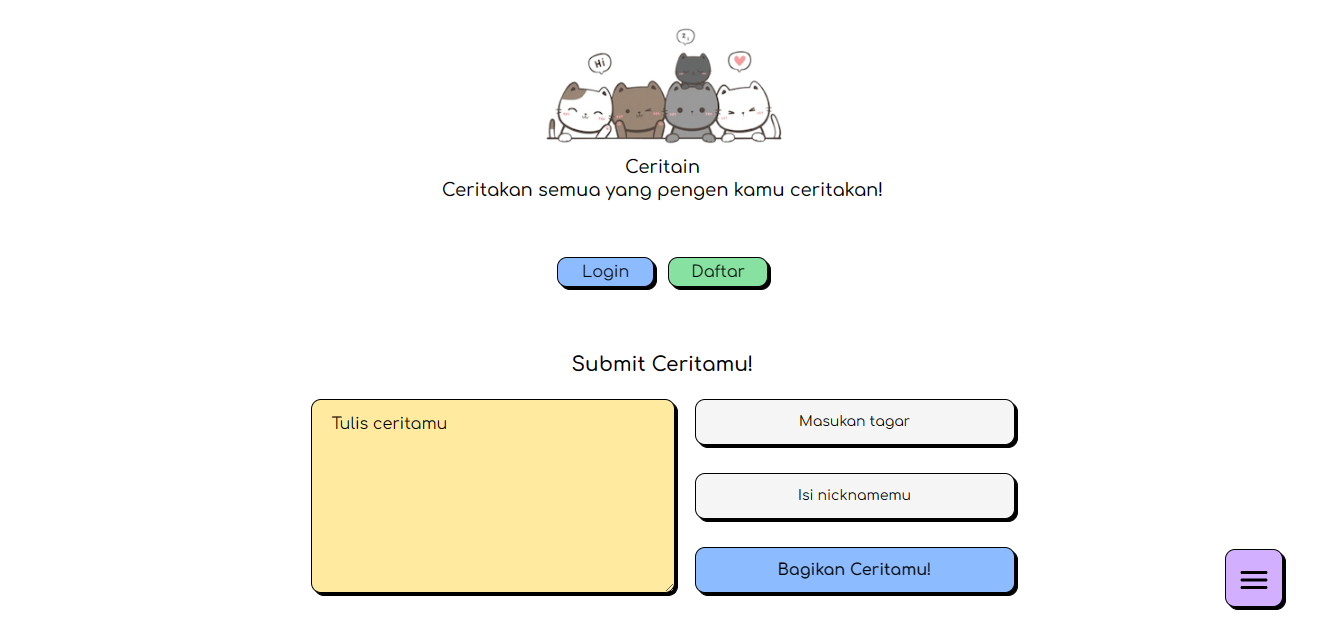 Hi
Ceritain
Ceritakan semua yang pengen kamu ceritakan!
Login
Daftar
Submit Ceritamu!
Tulis ceritamu
Masukan tagar
Isi nicknamemu
Bagikan Ceritamu!